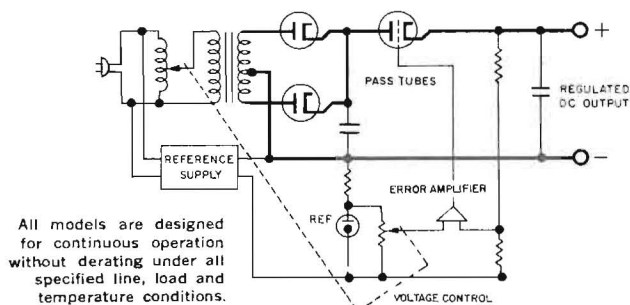 PASS TUBES
+
REGULATED
DC OUTPUT
−
REFERENCE
SUPPLY
ERROR AMPLIFIER
REF
All models are designed
for continuous operation
without derating under all
specified line, load and
temperature conditions.
VOLTAGE CONTROL